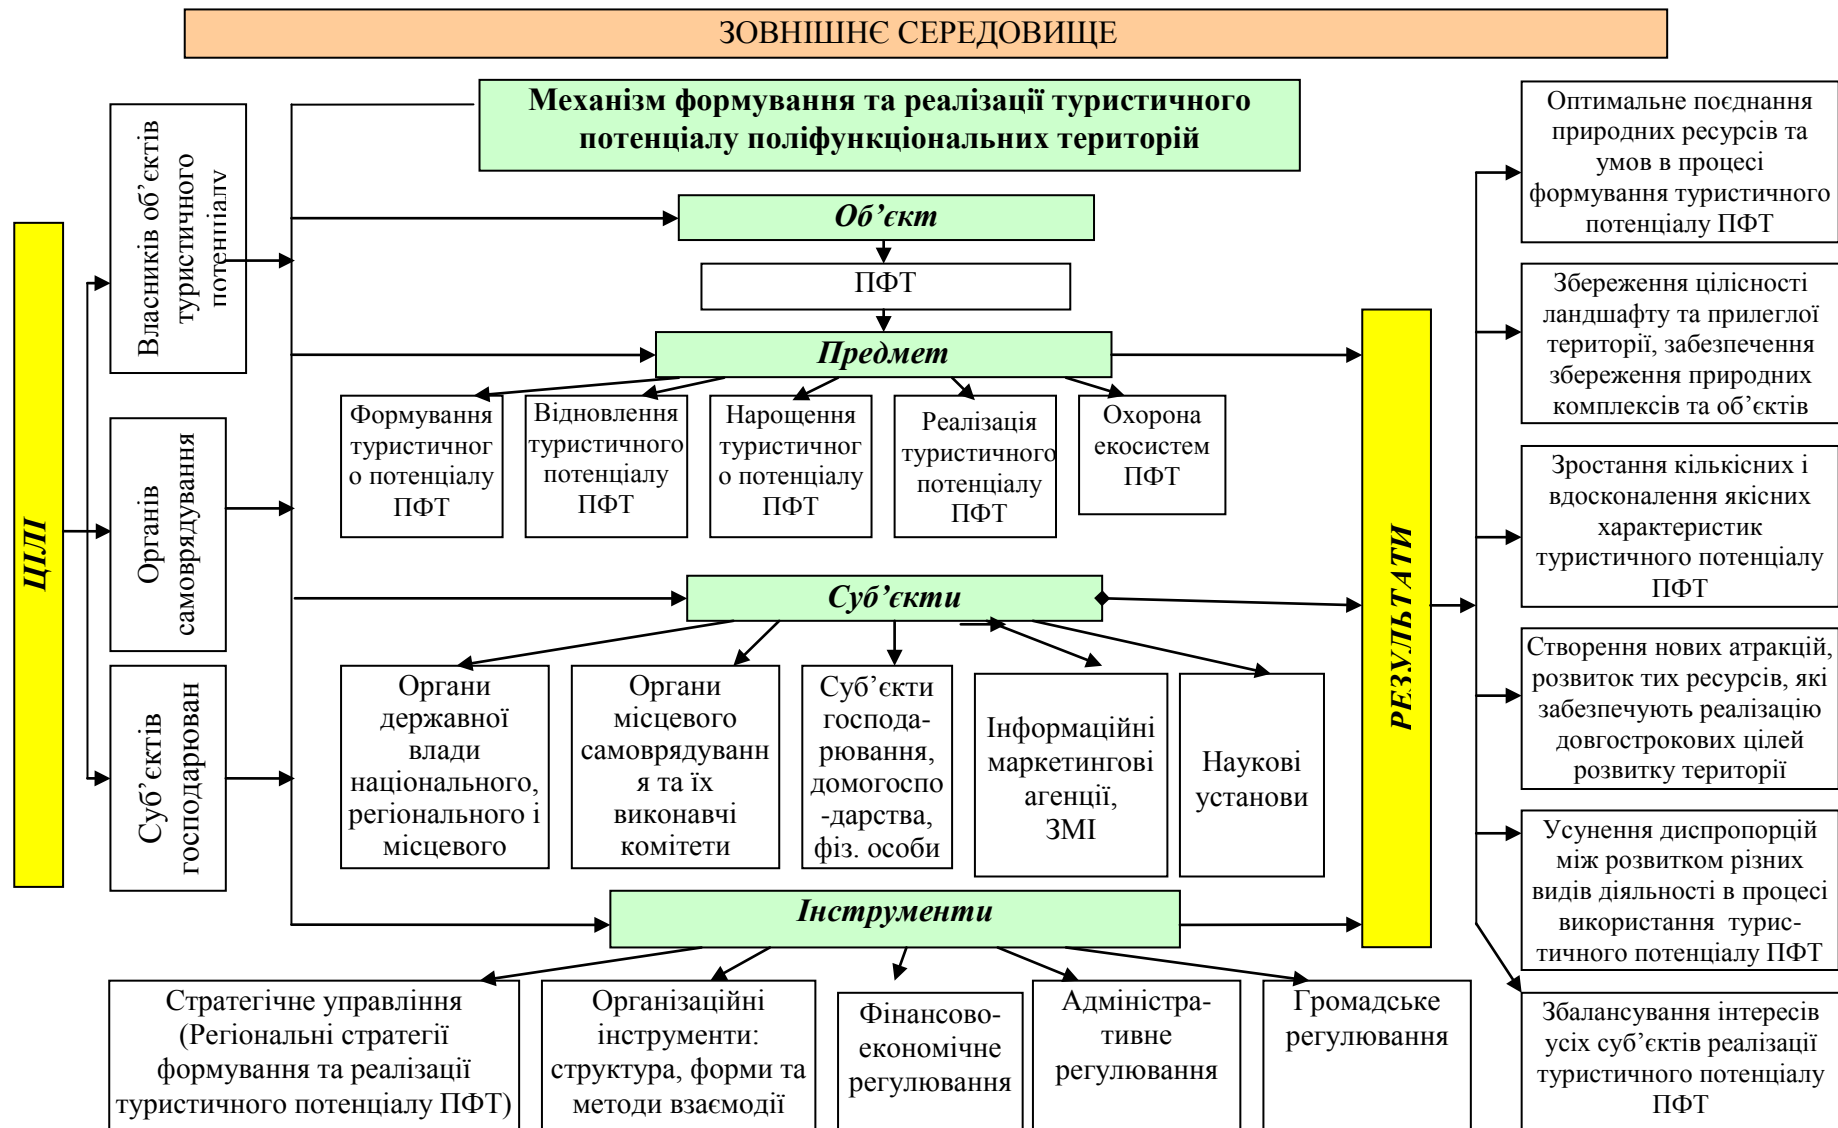 ЗОВНІШНЄ СЕРЕДОВИЩЕ
Механізм формування та реалізації туристичного
потенціалу поліфункціональних територій
ЦІЛІ
Власників об’єктів
туристичного
потенціалу
Органів
самоврядування
Суб’єктів
господарюван
Об’єкт
ПФТ
Предмет
Формування
туристичног
о потенціалу
ПФТ
Відновлення
туристичного
потенціалу
ПФТ
Нарощення
туристичног
о потенціалу
ПФТ
Реалізація
туристичного
потенціалу
ПФТ
Охорона
екосистем
ПФТ
Суб’єкти
Органи
державної
влади
національного,
регіонального і
місцевого
Органи
місцевого
самоврядуванн
я та їх
виконавчі
комітети
Суб’єкти
господа-
рювання,
домогоспо
-дарства,
фіз. особи
Інформаційні
маркетингові
агенції,
ЗМІ
Наукові
установи
Інструменти
Стратегічне управління
(Регіональні стратегії
формування та реалізації
туристичного потенціалу ПФТ)
Організаційні
інструменти:
структура, форми та
методи взаємодії
Фінансово-
економічне
регулювання
Адміністра-
тивне
регулювання
Громадське
регулювання
РЕЗУЛЬТАТИ
Оптимальне поєднання
природних ресурсів та
умов в процесі
формування туристичного
потенціалу ПФТ
Збереження цілісності
ландшафту та прилеглої
території, забезпечення
збереження природних
комплексів та об’єктів
Зростання кількісних і
вдосконалення якісних
характеристик
туристичного потенціалу
ПФТ
Створення нових атракцій,
розвиток тих ресурсів, які
забезпечують реалізацію
довгострокових цілей
розвитку території
Усунення диспропорцій
між розвитком різних
видів діяльності в процесі
використання турис-
тичного потенціалу ПФТ
Збалансування інтересів
усіх суб’єктів реалізації
туристичного потенціалу
ПФТ